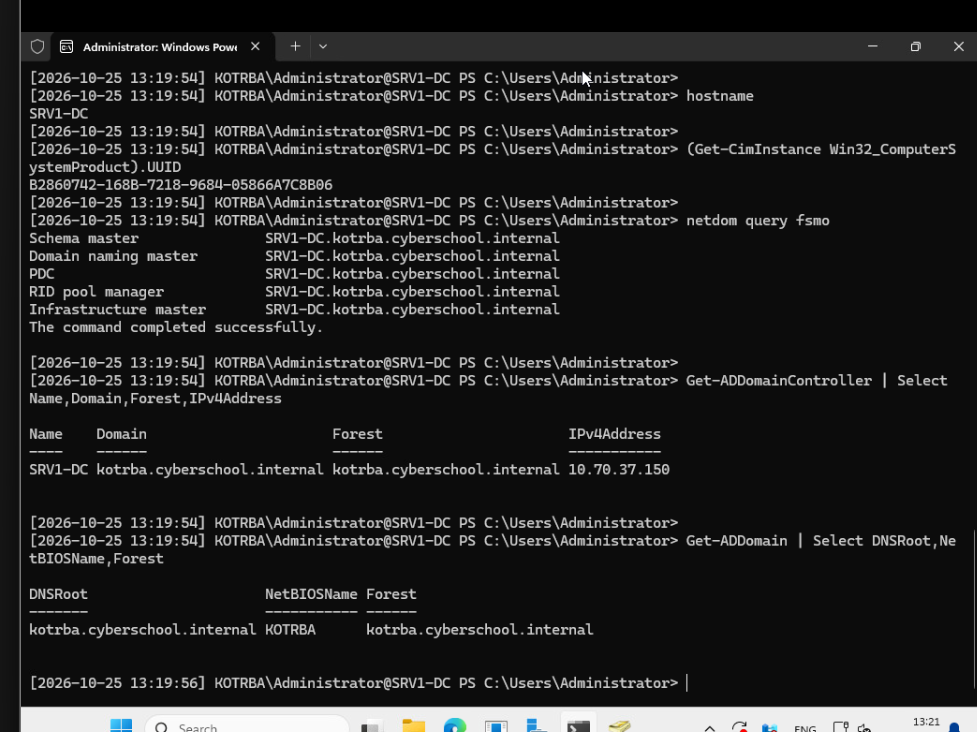 Administrator: Windows Powe
[2026-10-25 13:19:54] KOTRBA\Administrator@SRV1-DC PS C:\Users\Administrator>
[2026-10-25 13:19:54] KOTRBA\Administrator@SRV1-DC PS C:\Users\Administrator> hostname
SRV1-DC
[2026-10-25 13:19:54] KOTRBA\Administrator@SRV1-DC PS C:\Users\Administrator>
[2026-10-25 13:19:54] KOTRBA\Administrator@SRV1-DC PS C:\Users\Administrator> (Get-CimInstance Win32_ComputerS
ystemProduct).UUID
B2860742-168B-7218-9684-05866A7C8B06
[2026-10-25 13:19:54] KOTRBA\Administrator@SRV1-DC PS C:\Users\Administrator>
[2026-10-25 13:19:54] KOTRBA\Administrator@SRV1-DC PS C:\Users\Administrator> netdom query fsmo
Schema master SRV1-DC.kotrba.cyberschool.internal
Domain naming master SRV1-DC.kotrba.cyberschool.internal
PDC SRV1-DC.kotrba.cyberschool.internal
RID pool manager SRV1-DC.kotrba.cyberschool.internal
Infrastructure master SRV1-DC.kotrba.cyberschool.internal
The command completed successfully.
[2026-10-25 13:19:54] KOTRBA\Administrator@SRV1-DC PS C:\Users\Administrator>
[2026-10-25 13:19:54] KOTRBA\Administrator@SRV1-DC PS C:\Users\Administrator> Get-ADDomainController | Select
Name,Domain,Forest,IPv4Address
Name Domain Forest IPv4Address
---- ------ ------ -----------
SRV1-DC kotrba.cyberschool.internal kotrba.cyberschool.internal 10.70.37.150
[2026-10-25 13:19:54] KOTRBA\Administrator@SRV1-DC PS C:\Users\Administrator>
[2026-10-25 13:19:54] KOTRBA\Administrator@SRV1-DC PS C:\Users\Administrator> Get-ADDomain | Select DNSRoot,Ne
tBIOSName,Forest
DNSRoot NetBIOSName Forest
------- ----------- ------
kotrba.cyberschool.internal KOTRBA kotrba.cyberschool.internal
[2026-10-25 13:19:56] KOTRBA\Administrator@SRV1-DC PS C:\Users\Administrator>
Search ENG 13:21